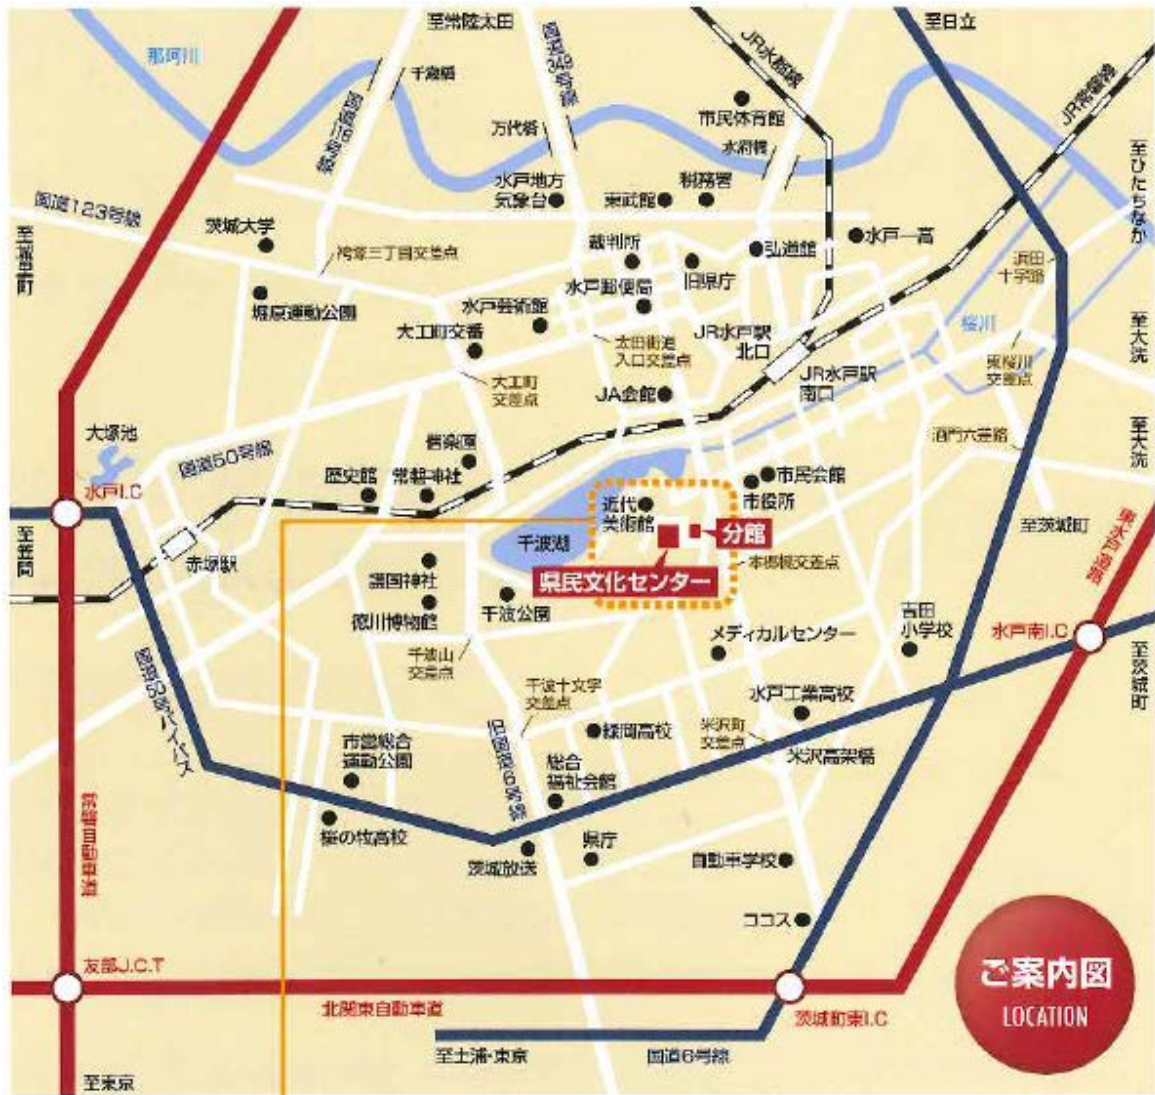 至常陸太田
至日立
国道349号線
JR水郡線
那珂川
千歳橋
JR常磐線
市民体育館
万代橋
水府橋
至ひたちなか
水戸地方
気象台
東武館
税務署
国道123号線
茨城大学
裁判所
弘道館
水戸一高
至城里町
袴塚三丁目交差点
旧県庁
浜田
十字路
堀原運動公園
水戸芸術館
水戸郵便局
大工町交番
太田街道
入口交差点
JR水戸駅
北口
桜川
至大洗
大工町
交差点
JA会館
JR水戸駅
南口
東桜川
交差点
大塚池
国道50号線
偕楽園
酒門六差路
至大洗
水戸I.C
歴史館
常磐神社
近代
美術館
市民会館
市役所
至茨城町
東水戸道路
至笠間
赤塚駅
千波湖
分館
県民文化センター
本郷橋交差点
護国神社
徳川博物館
千波公園
吉田
小学校
水戸南I.C
メディカルセンター
千波山
交差点
至茨城町
国道50号バイパス
千波十文字
交差点
水戸工業高校
緑岡高校
米沢町
交差点
米沢高架橋
市営総合
運動公園
総合
福祉会館
桜の牧高校
茨城放送
県庁
自動車学校
常磐自動車道
ココス
友部J.C.T
北関東自動車道
茨城町東I.C
ご案内図
LOCATION
至土浦・東京
国道6号線
至東京